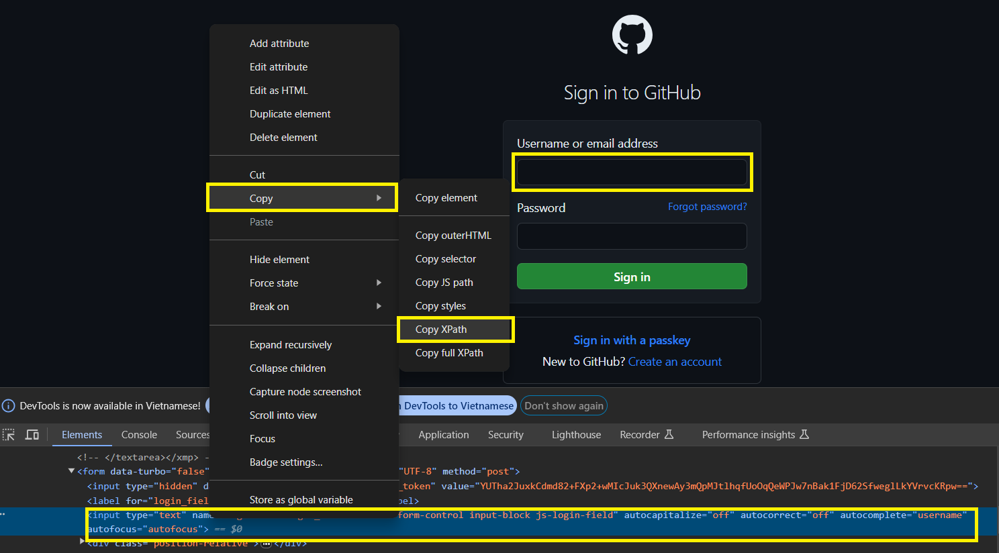 Add attribute
Edit attribute
Edit as HTML
Duplicate element
Delete element
Cut
Copy
Paste
Hide element
Force state
Break on
Expand recursively
Collapse children
Capture node screenshot
Scroll into view
Focus
Badge settings...
Store as global variable
Copy element
Copy outerHTML
Copy selector
Copy JS path
Copy styles
Copy XPath
Copy full XPath
Sign in to GitHub
Username or email address
Password
Forgot password?
Sign in
Sign in with a passkey
New to GitHub? Create an account
DevTools is now available in Vietnamese!
DevTools to Vietnamese
Don't show again
Elements
Console
Sources
Application
Security
Lighthouse
Recorder
Performance insights
<!-- </textarea></xmp> -
<form data-turbo="false" "UTF-8" method="post">
<input type="hidden" d _token" value="YUTha2JuxkCdmd82+FXp2+wMIcJuk3QXnewAy3mQpMJtlhqfUoOqQeWPJw7nBak1FjD62SfweglLkYVrvcKRpw==">
<label for="login_fiel bel>
<input type="text" nam form-control input-block js-login-field" autocapitalize="off" autocorrect="off" autocomplete="username"
autofocus="autofocus"> == $0
<div class="position-relative"> … </div>